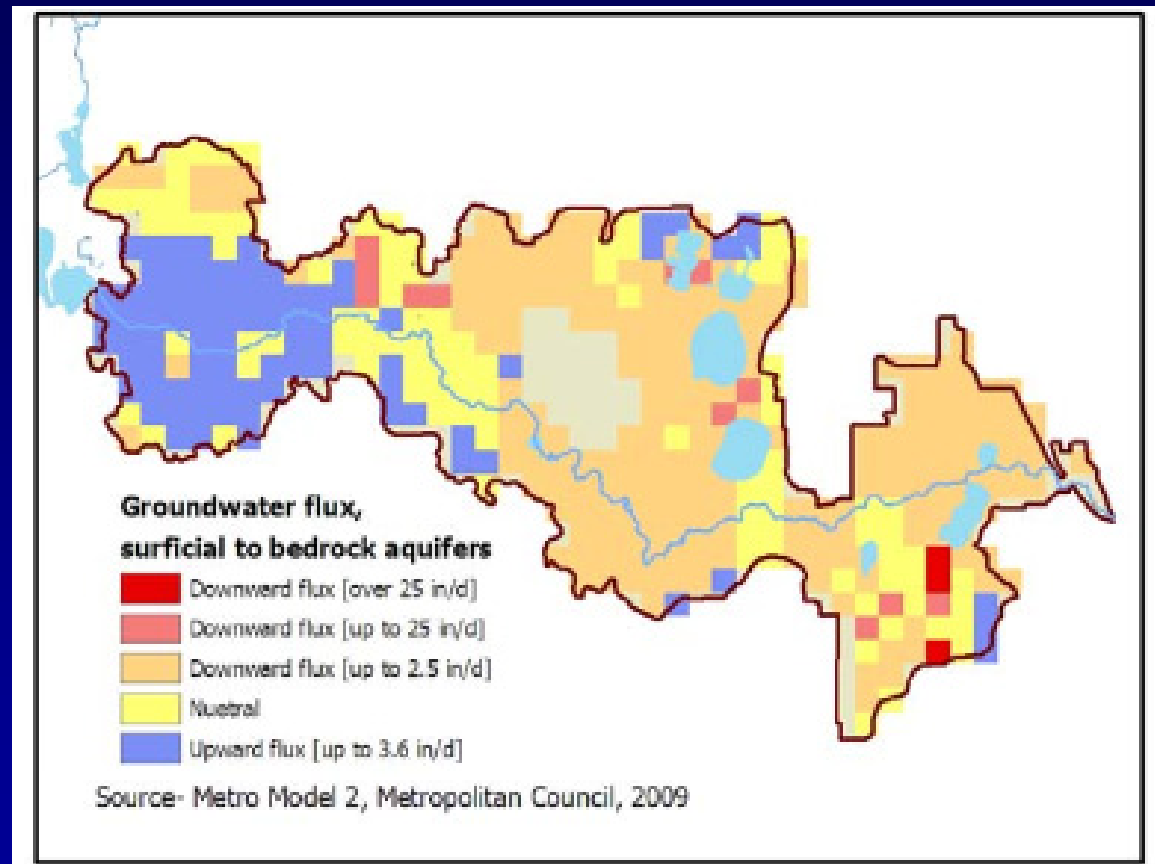 Groundwater flux,
surficial to bedrock aquifers
Downward flux [over 25 in/d]
Downward flux [up to 25 in/d]
Downward flux [up to 2.5 in/d]
Nuetral
Upward flux [up to 3.6 in/d]
Source- Metro Model 2, Metropolitan Council, 2009